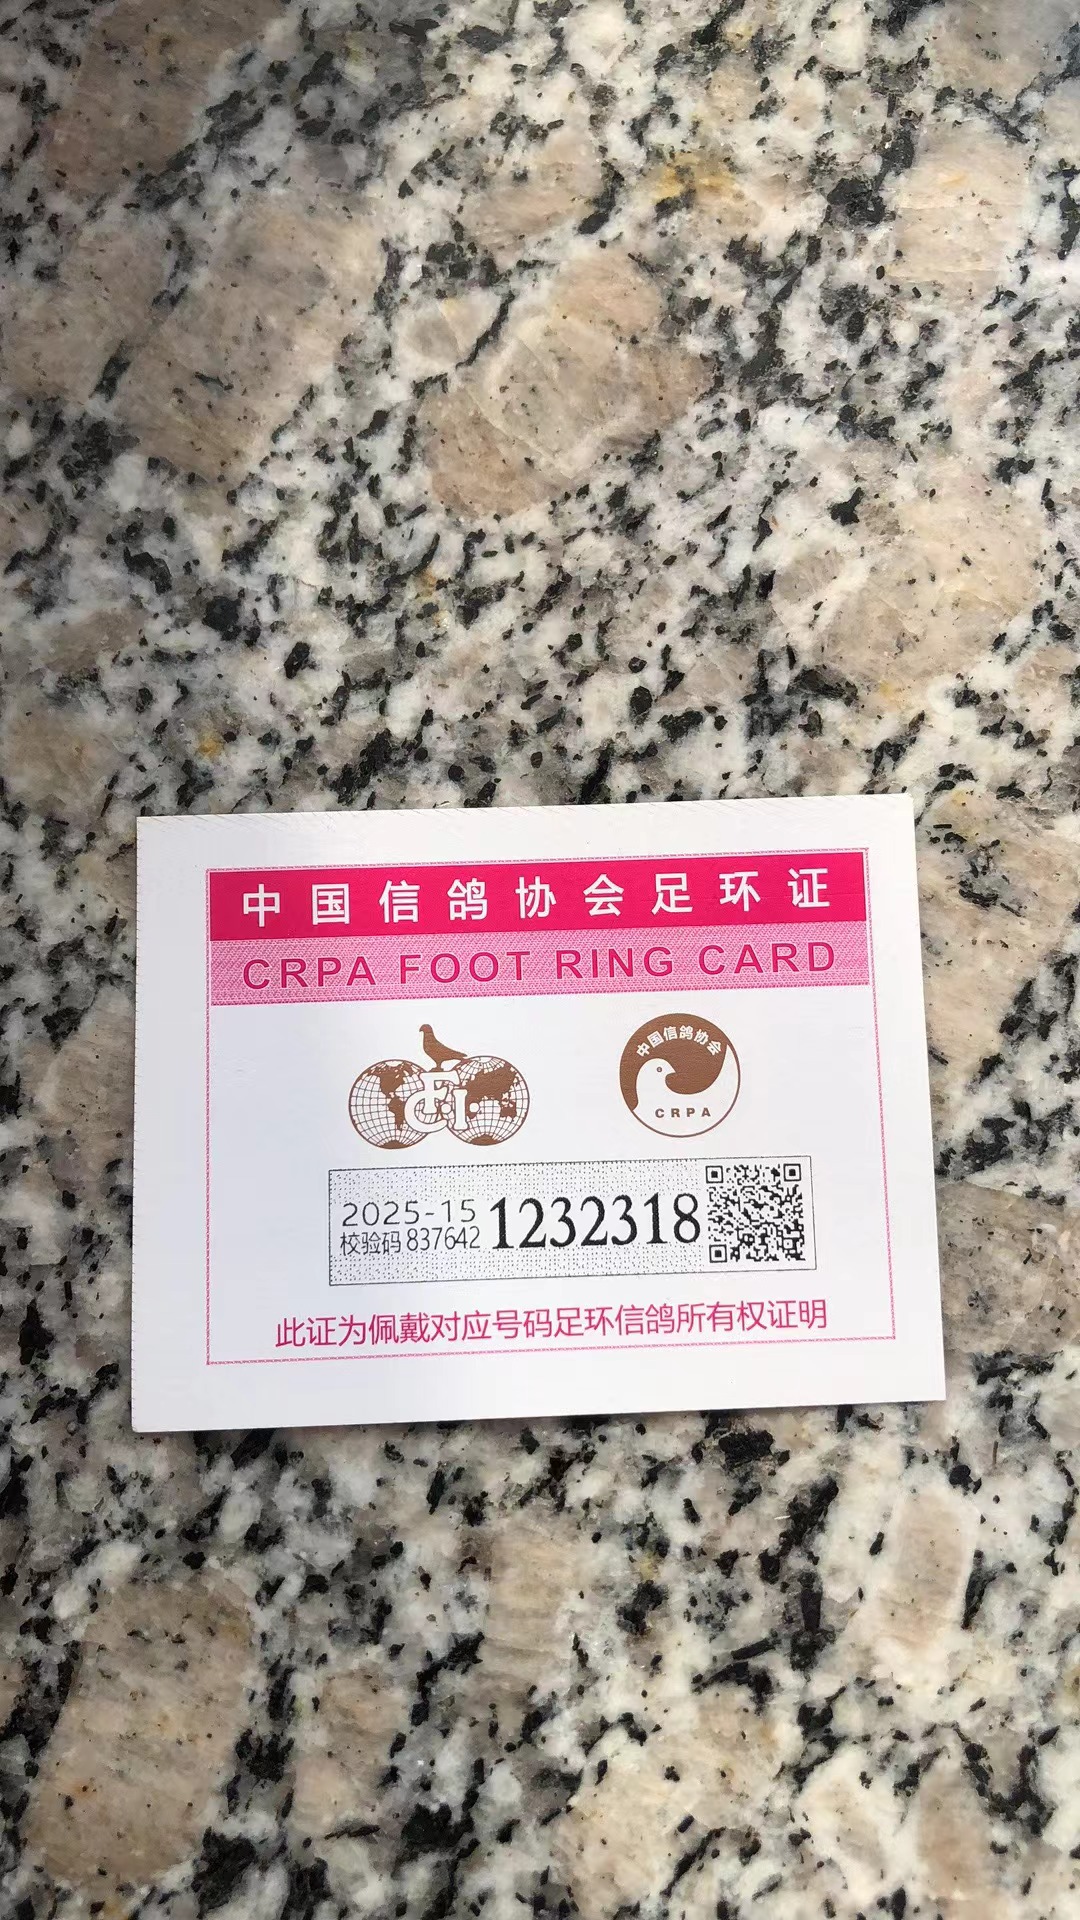 中国信鸽协会足环证
CRPA FOOT RING CARD
FCI
中国信鸽协会
CRPA
2025-15
校验码 837642
1232318
此证为佩戴对应号码足环信鸽所有权证明